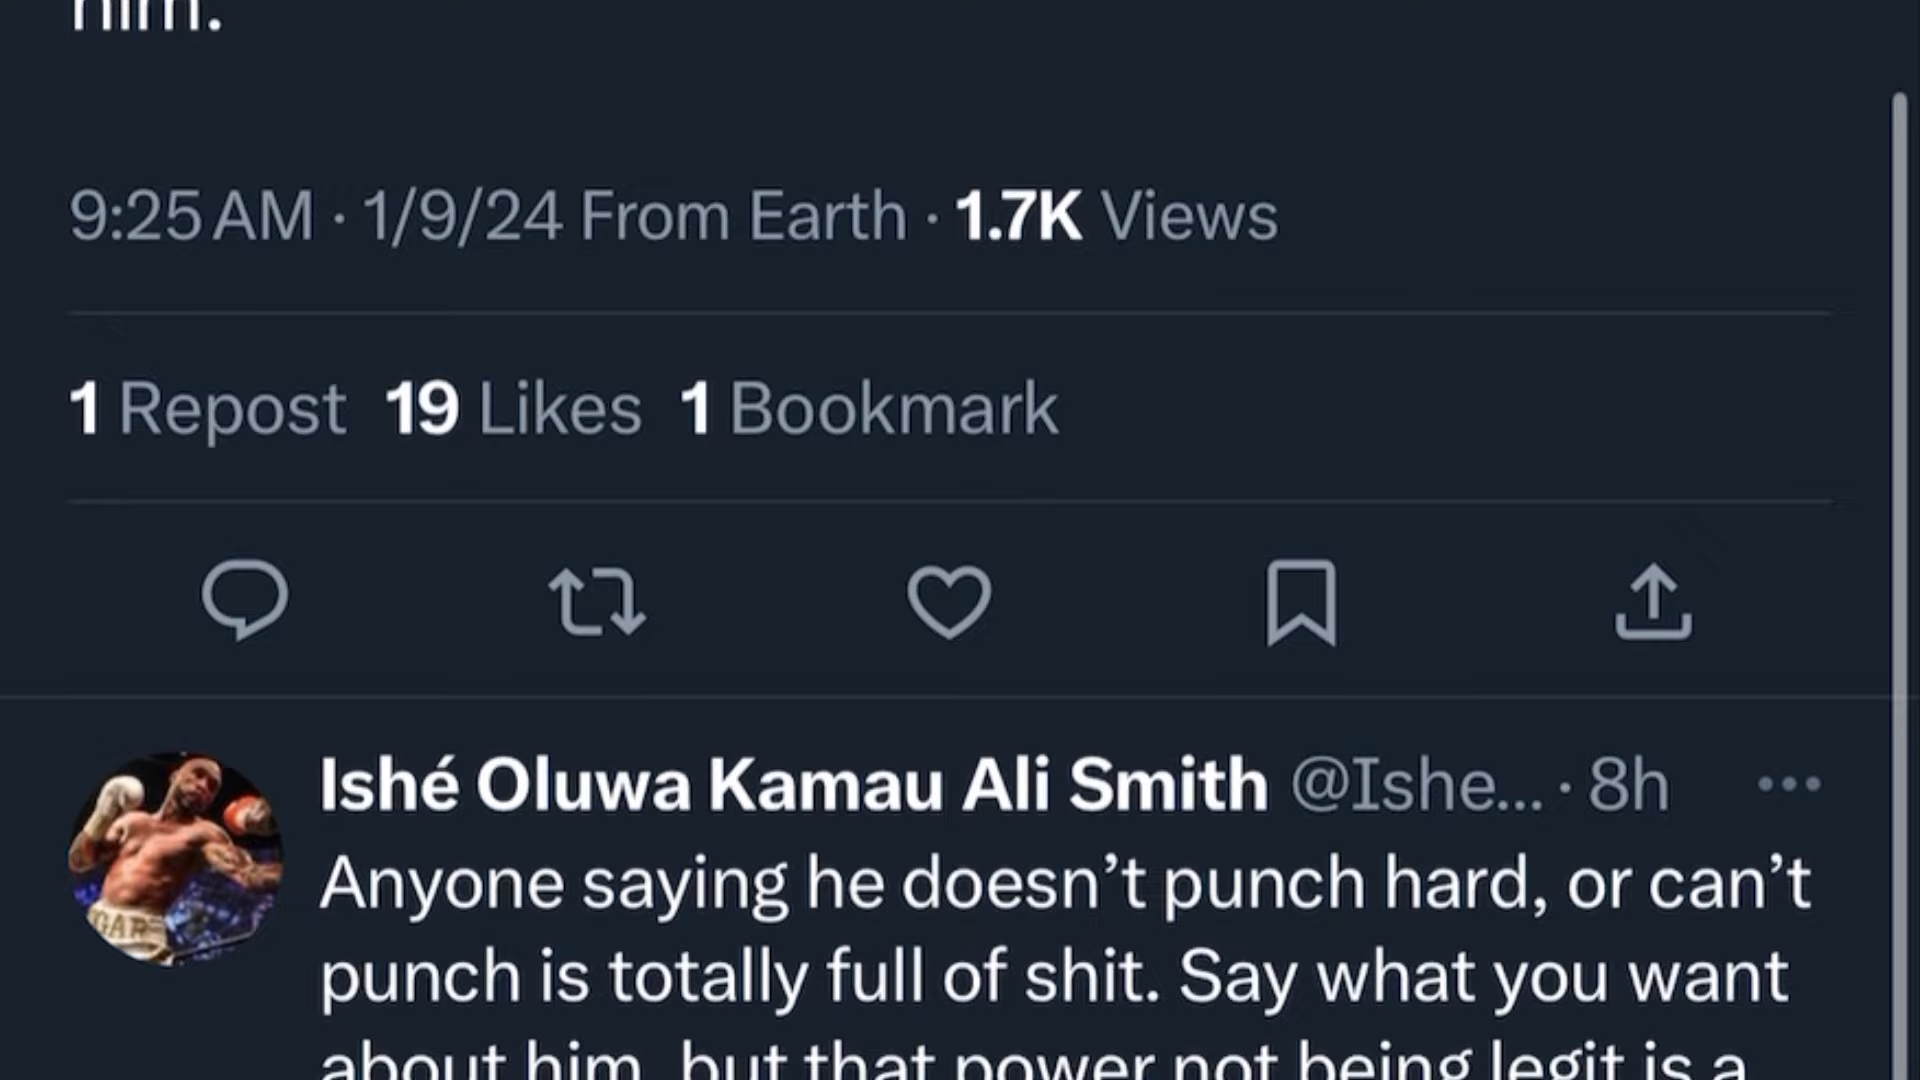 him.
9:25 AM · 1/9/24 From Earth · 1.7K Views
1 Repost 19 Likes 1 Bookmark
Ishé Oluwa Kamau Ali Smith @Ishe... · 8h
Anyone saying he doesn’t punch hard, or can’t
punch is totally full of shit. Say what you want
about him, but that power not being legit is a
GAR